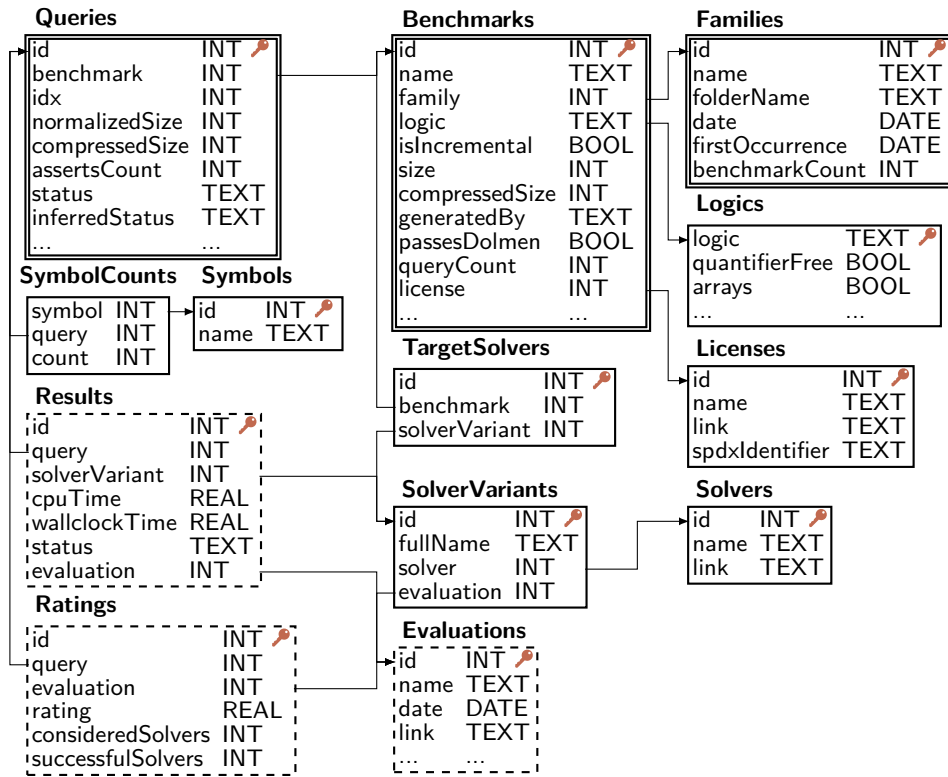 Queries
id INT
benchmark INT
idx INT
normalizedSize INT
compressedSize INT
assertsCount INT
status TEXT
inferredStatus TEXT
... ...
SymbolCounts
symbol INT
query INT
count INT
Symbols
id INT
name TEXT
Results
id INT
query INT
solverVariant INT
cpuTime REAL
wallclockTime REAL
status TEXT
evaluation INT
Ratings
id INT
query INT
evaluation INT
rating REAL
consideredSolvers INT
successfulSolvers INT
Benchmarks
id INT
name TEXT
family INT
logic TEXT
isIncremental BOOL
size INT
compressedSize INT
generatedBy TEXT
passesDolmen BOOL
queryCount INT
license INT
... ...
TargetSolvers
id INT
benchmark INT
solverVariant INT
SolverVariants
id INT
fullName TEXT
solver INT
evaluation INT
Evaluations
id INT
name TEXT
date DATE
link TEXT
... ...
Families
id INT
name TEXT
folderName TEXT
date DATE
firstOccurrence DATE
benchmarkCount INT
Logics
logic TEXT
quantifierFree BOOL
arrays BOOL
... ...
Licenses
id INT
name TEXT
link TEXT
spdxIdentifier TEXT
Solvers
id INT
name TEXT
link TEXT